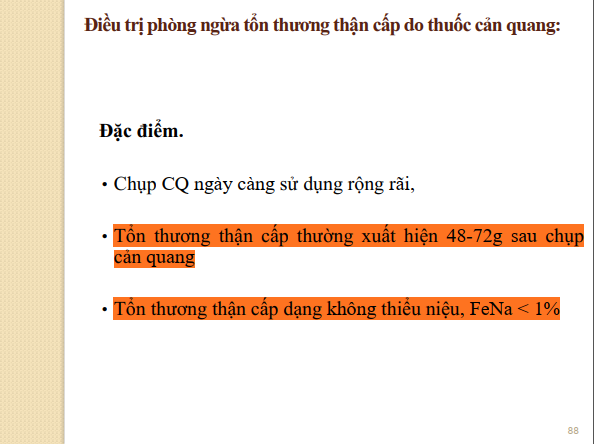 Điều trị phòng ngừa tổn thương thận cấp do thuốc cản quang:
Đặc điểm.
• Chụp CQ ngày càng sử dụng rộng rãi,
• Tổn thương thận cấp thường xuất hiện 48-72g sau chụp
cản quang
• Tổn thương thận cấp dạng không thiểu niệu, FeNa < 1%
88